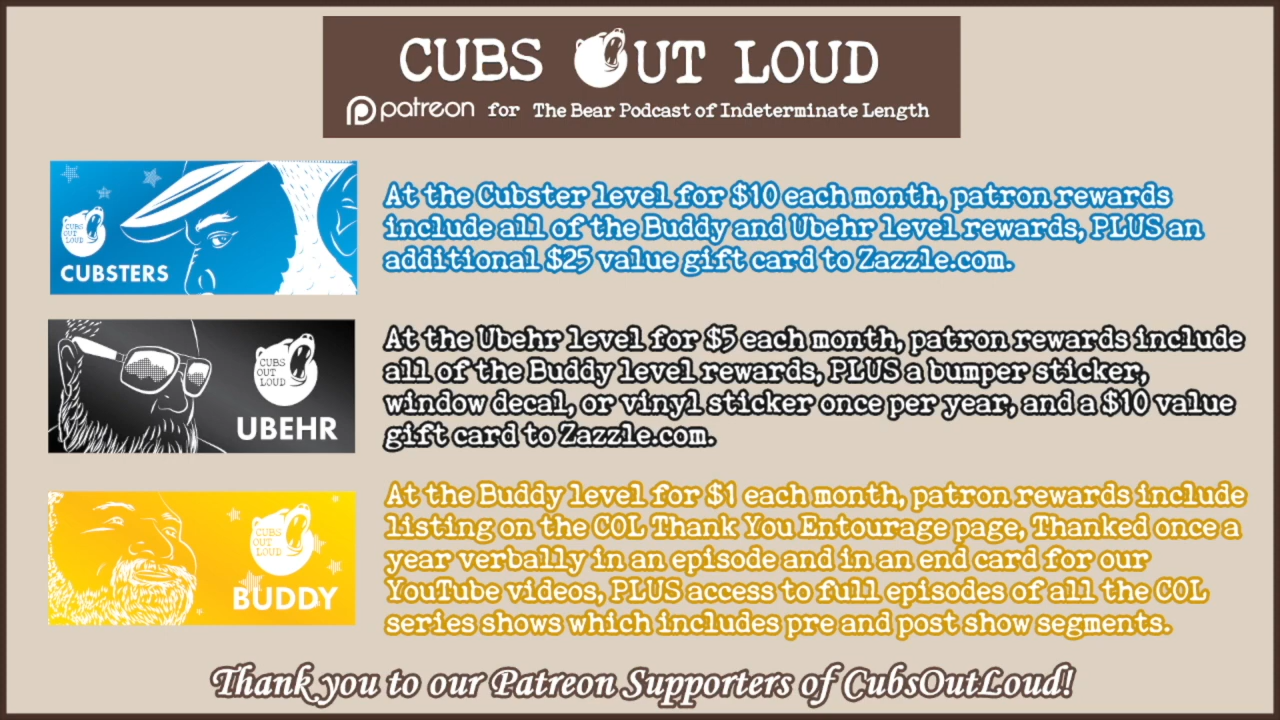 CUBS OUT LOUD
patreon for The Bear Podcast of Indeterminate Length
CUBS
OUT
LOUD
CUBSTERS
At the Cubster level for $10 each month, patron rewards
include all of the Buddy and Ubehr level rewards, PLUS an
additional $25 value gift card to Zazzle.com.
CUBS
OUT
LOUD
UBEHR
At the Ubehr level for $5 each month, patron rewards include
all of the Buddy level rewards, PLUS a bumper sticker,
window decal, or vinyl sticker once per year, and a $10 value
gift card to Zazzle.com.
CUBS
OUT
LOUD
BUDDY
At the Buddy level for $1 each month, patron rewards include
listing on the COL Thank You Entourage page, Thanked once a
year verbally in an episode and in an end card for our
YouTube videos, PLUS access to full episodes of all the COL
series shows which includes pre and post show segments.
Thank you to our Patreon Supporters of CubsOutLoud!